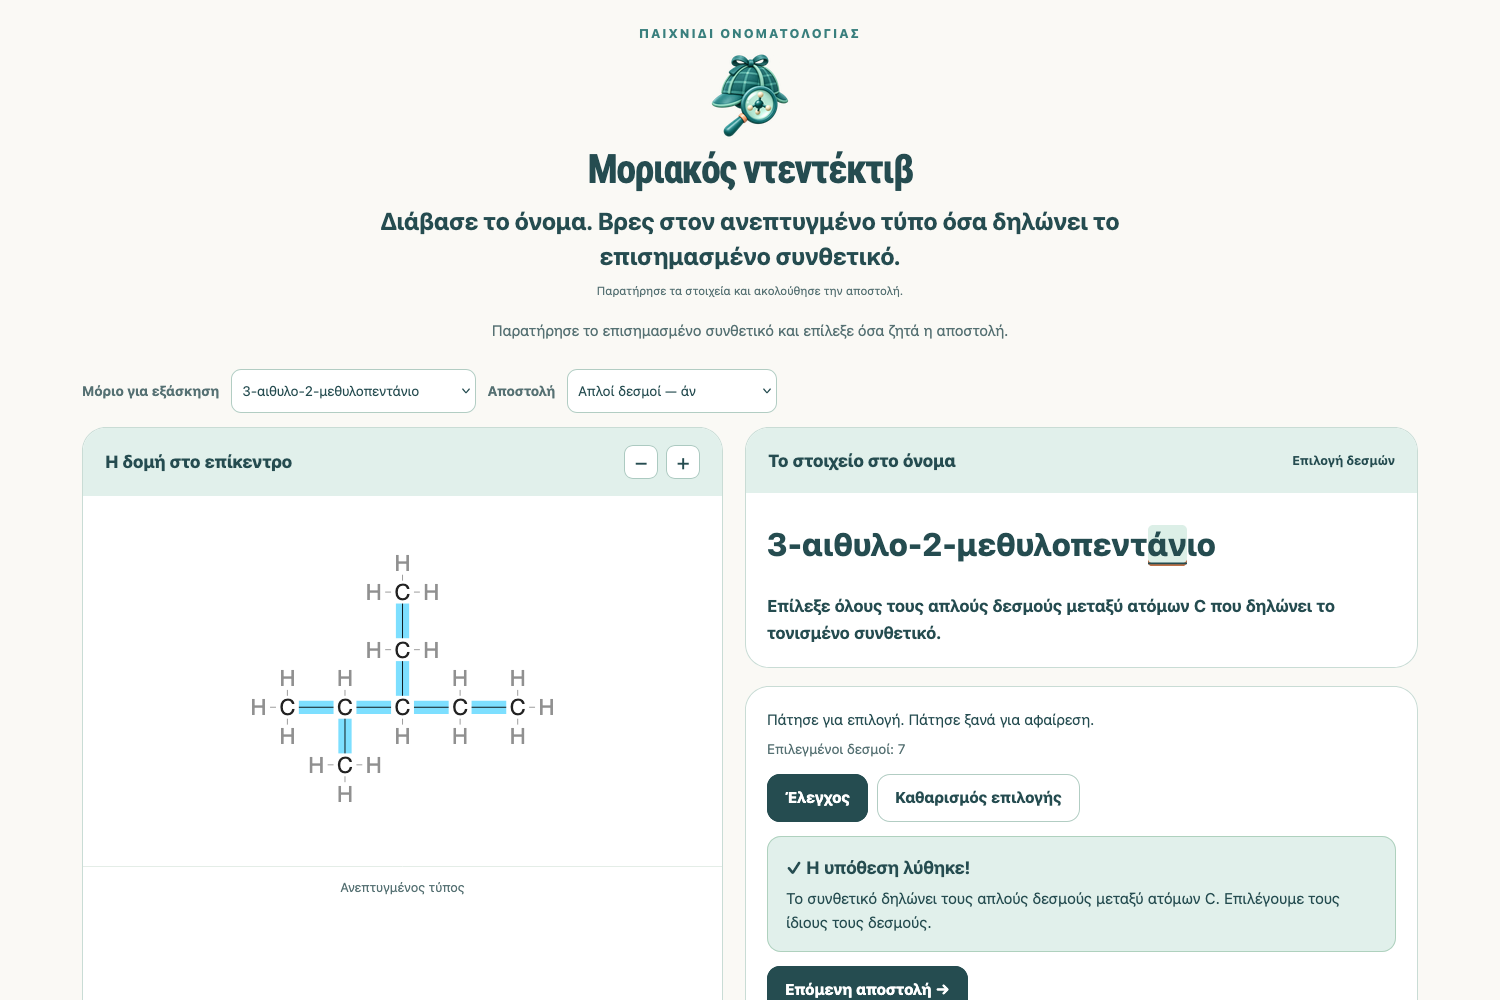 ΠΑΙΧΝΙΔΙ ΟΝΟΜΑΤΟΛΟΓΙΑΣ
Μοριακός ντεντέκτιβ
Διάβασε το όνομα. Βρες στον ανεπτυγμένο τύπο όσα δηλώνει το
επισημασμένο συνθετικό.
Παρατήρησε τα στοιχεία και ακολούθησε την αποστολή.
Παρατήρησε το επισημασμένο συνθετικό και επίλεξε όσα ζητά η αποστολή.
Μόριο για εξάσκηση 3-αιθυλο-2-μεθυλοπεντάνιο Αποστολή Απλοί δεσμοί — άν
Η δομή στο επίκεντρο − +
H
H-C-H
H-C-H
H H H H
H-C C C C C-H
H H H H
H-C-H
H
Ανεπτυγμένος τύπος
Το στοιχείο στο όνομα Επιλογή δεσμών
3-αιθυλο-2-μεθυλοπεντάνιο
Επίλεξε όλους τους απλούς δεσμούς μεταξύ ατόμων C που δηλώνει το
τονισμένο συνθετικό.
Πάτησε για επιλογή. Πάτησε ξανά για αφαίρεση.
Επιλεγμένοι δεσμοί: 7
Έλεγχος Καθαρισμός επιλογής
✓ Η υπόθεση λύθηκε!
Το συνθετικό δηλώνει τους απλούς δεσμούς μεταξύ ατόμων C. Επιλέγουμε τους
ίδιους τους δεσμούς.
Επόμενη αποστολή →